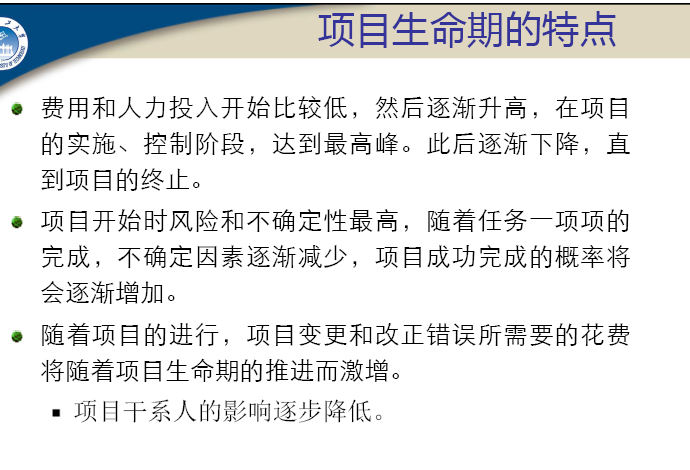 项目生命期的特点
费用和人力投入开始比较低，然后逐渐升高，在项目
的实施、控制阶段，达到最高峰。此后逐渐下降，直
到项目的终止。
项目开始时风险和不确定性最高，随着任务一项项的
完成，不确定因素逐渐减少，项目成功完成的概率将
会逐渐增加。
随着项目的进行，项目变更和改正错误所需要的花费
将随着项目生命期的推进而激增。
项目干系人的影响逐步降低。